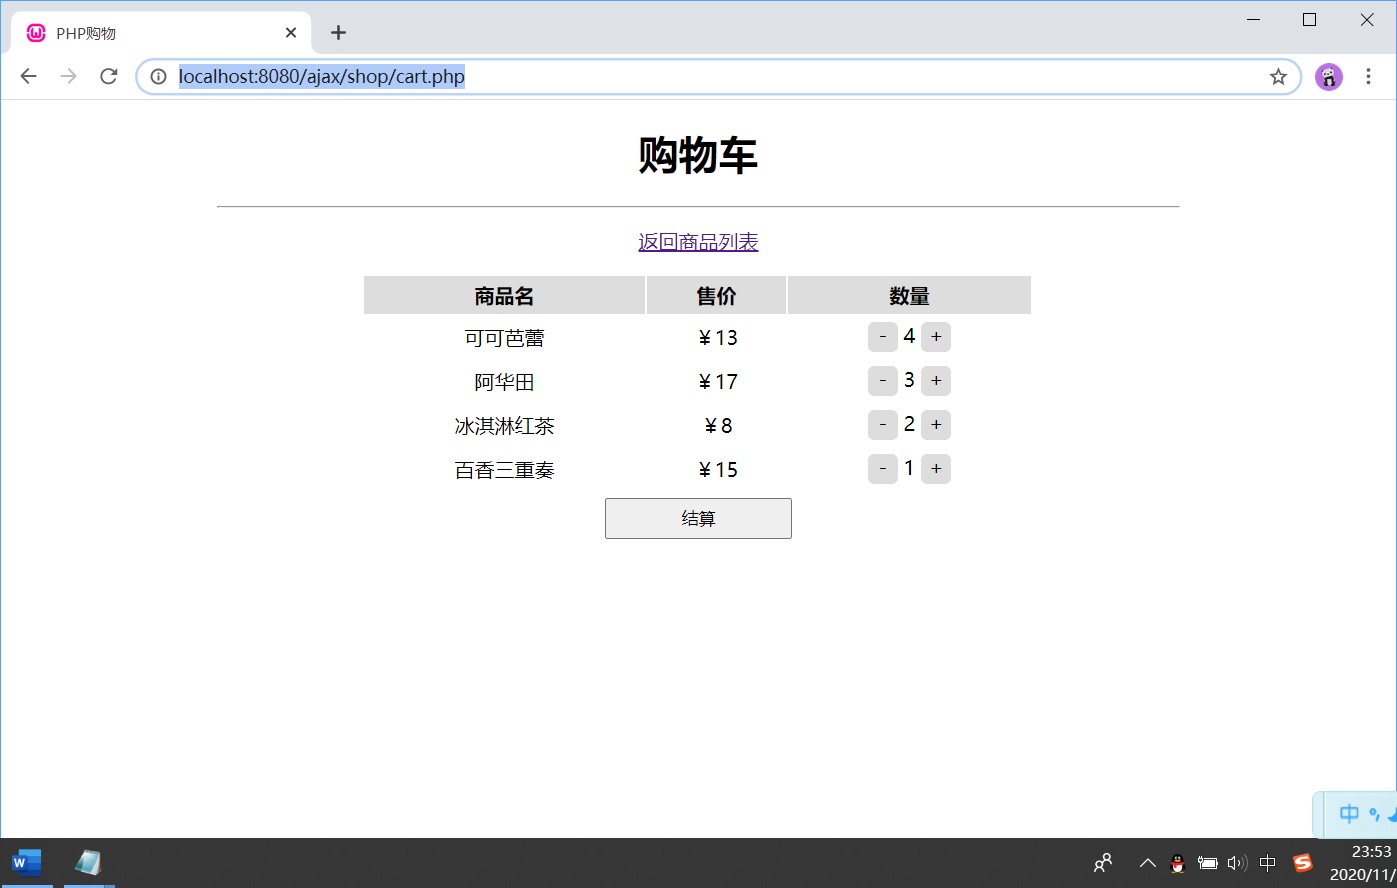 PHP购物
localhost:8080/ajax/shop/cart.php
购物车
返回商品列表
商品名 售价 数量
可可芭蕾 ¥13 - 4 +
阿华田 ¥17 - 3 +
冰淇淋红茶 ¥8 - 2 +
百香三重奏 ¥15 - 1 +
结算
中
中
23:53
2020/11/